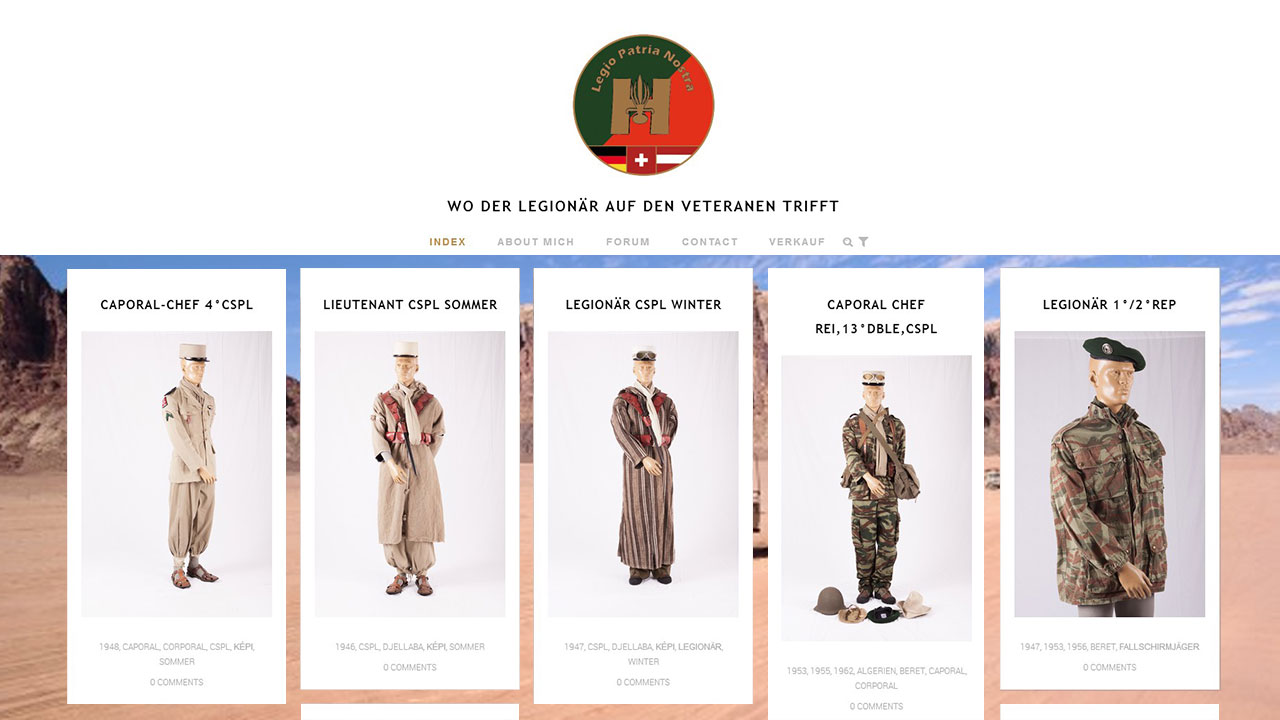 Legio Patria Nostra
H
WO DER LEGIONÄR AUF DEN VETERANEN TRIFFT
INDEX ABOUT MICH FORUM CONTACT VERKAUF
CAPORAL-CHEF 4°CSPL
1948, CAPORAL, CORPORAL, CSPL, KÉPI,
SOMMER
0 COMMENTS
LIEUTENANT CSPL SOMMER
1946, CSPL, DJELLABA, KÉPI, SOMMER
0 COMMENTS
LEGIONÄR CSPL WINTER
1947, CSPL, DJELLABA, KÉPI, LEGIONÄR,
WINTER
0 COMMENTS
CAPORAL CHEF
REI,13°DBLE,CSPL
1953, 1955, 1962, ALGERIEN, BERET, CAPORAL,
CORPORAL
0 COMMENTS
LEGIONÄR 1°/2°REP
1947, 1953, 1956, BERET, FALLSCHIRMJÄGER
0 COMMENTS